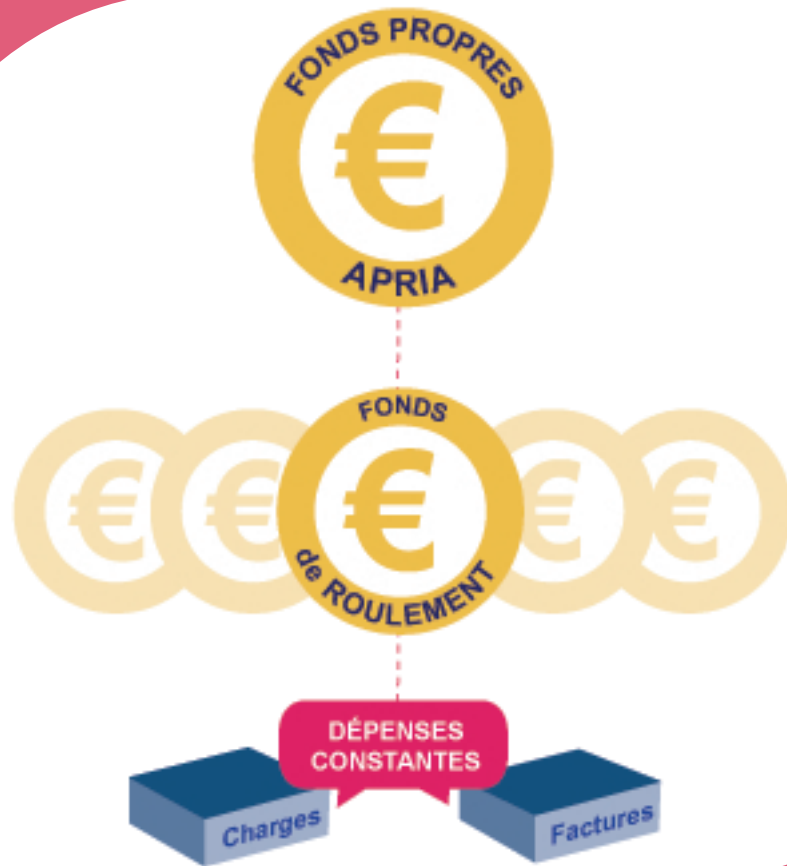 FONDS PROPRES
€
APRIA
FONDS
€ € € € €
de ROULEMENT
DÉPENSES
CONSTANTES
Charges
Factures